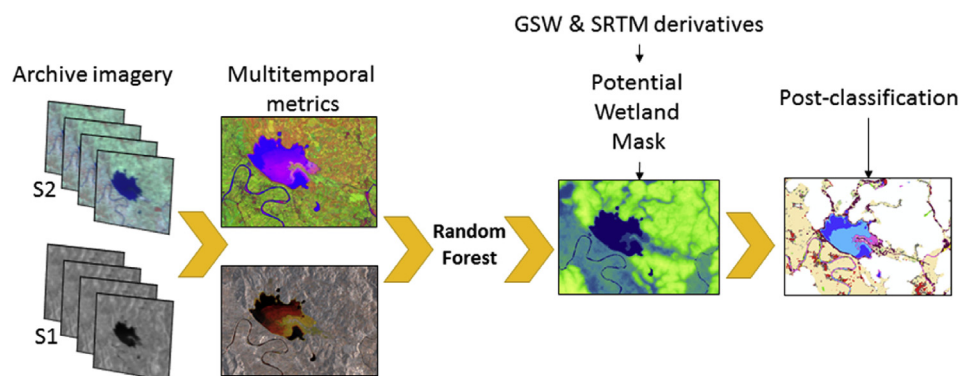 GSW & SRTM derivatives
Archive imagery
Multitemporal
metrics
Potential
Wetland
Mask
Post-classification
S2
Random
Forest
S1